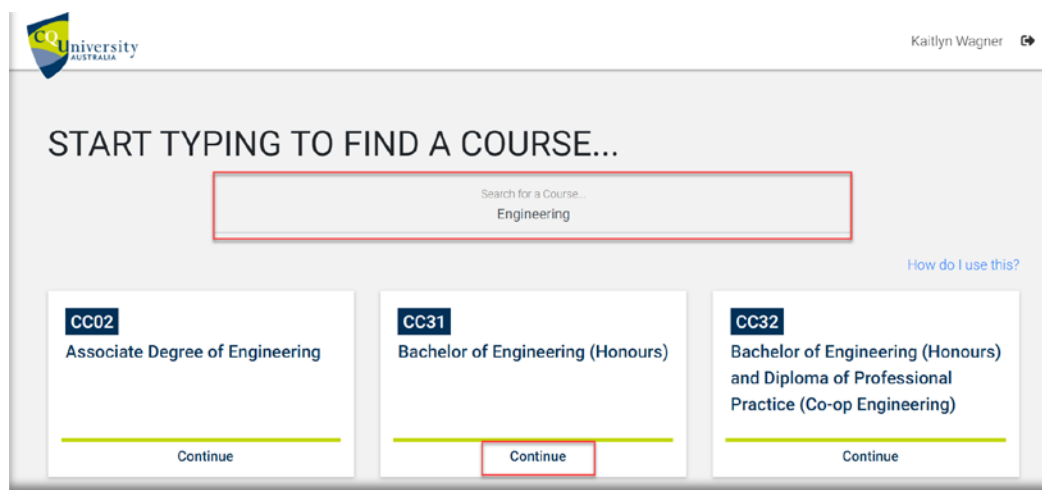 CQUniversity
AUSTRALIA
Kaitlyn Wagner
START TYPING TO FIND A COURSE...
Search for a Course...
Engineering
How do I use this?
CC02
Associate Degree of Engineering
Continue
CC31
Bachelor of Engineering (Honours)
Continue
CC32
Bachelor of Engineering (Honours)
and Diploma of Professional
Practice (Co-op Engineering)
Continue